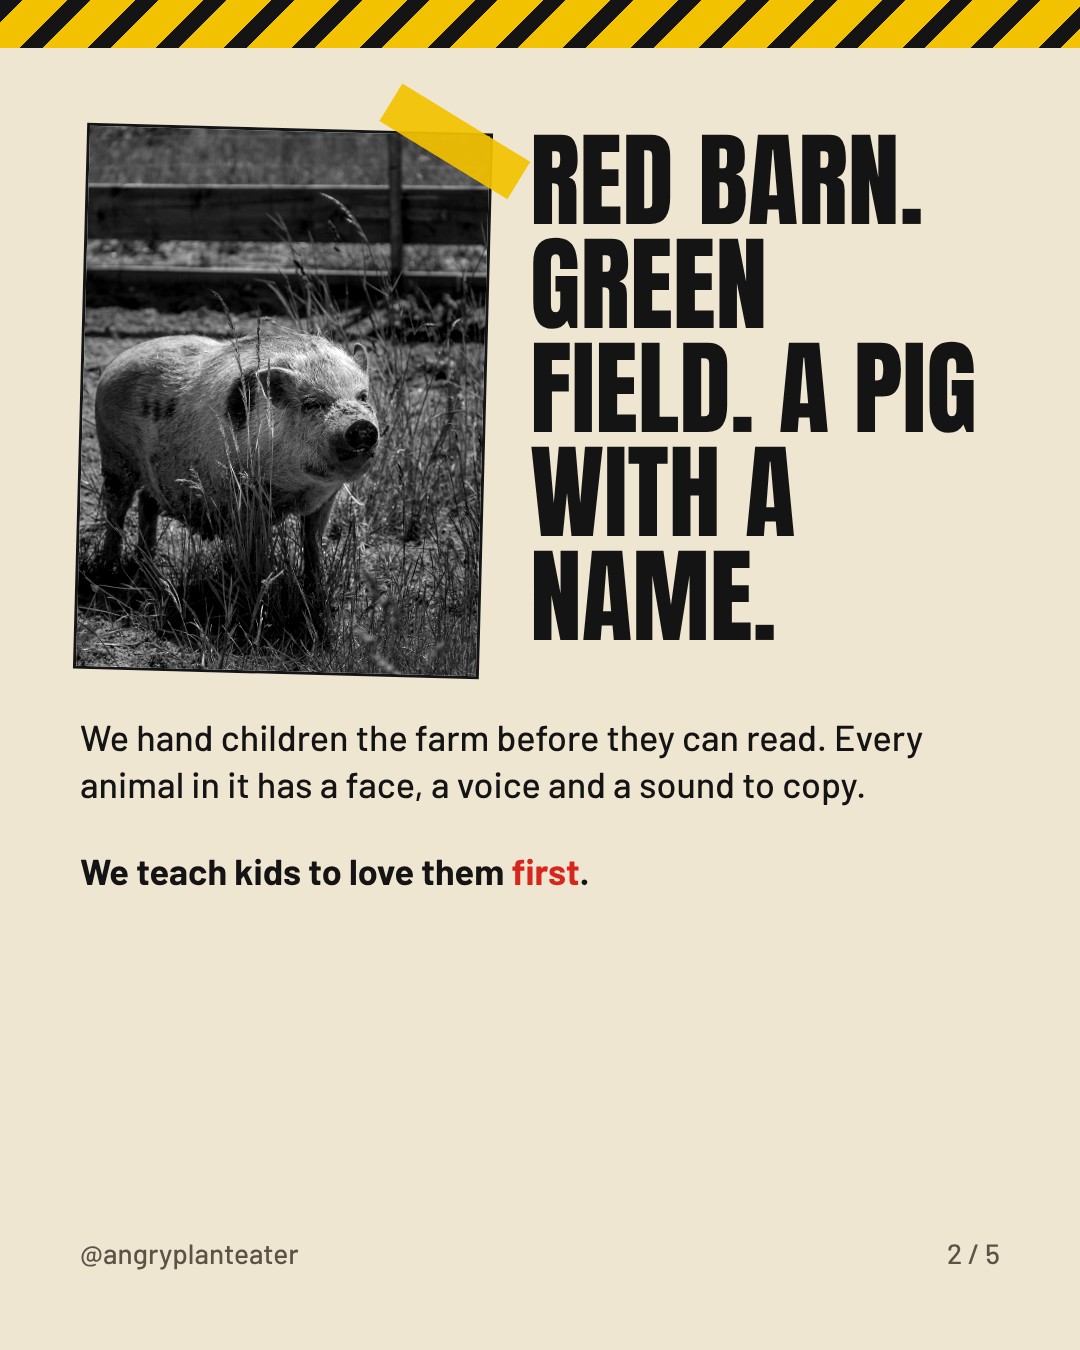 RED BARN.
GREEN
FIELD. A PIG
WITH A
NAME.
We hand children the farm before they can read. Every
animal in it has a face, a voice and a sound to copy.
We teach kids to love them first.
@angryplanteater
2 / 5